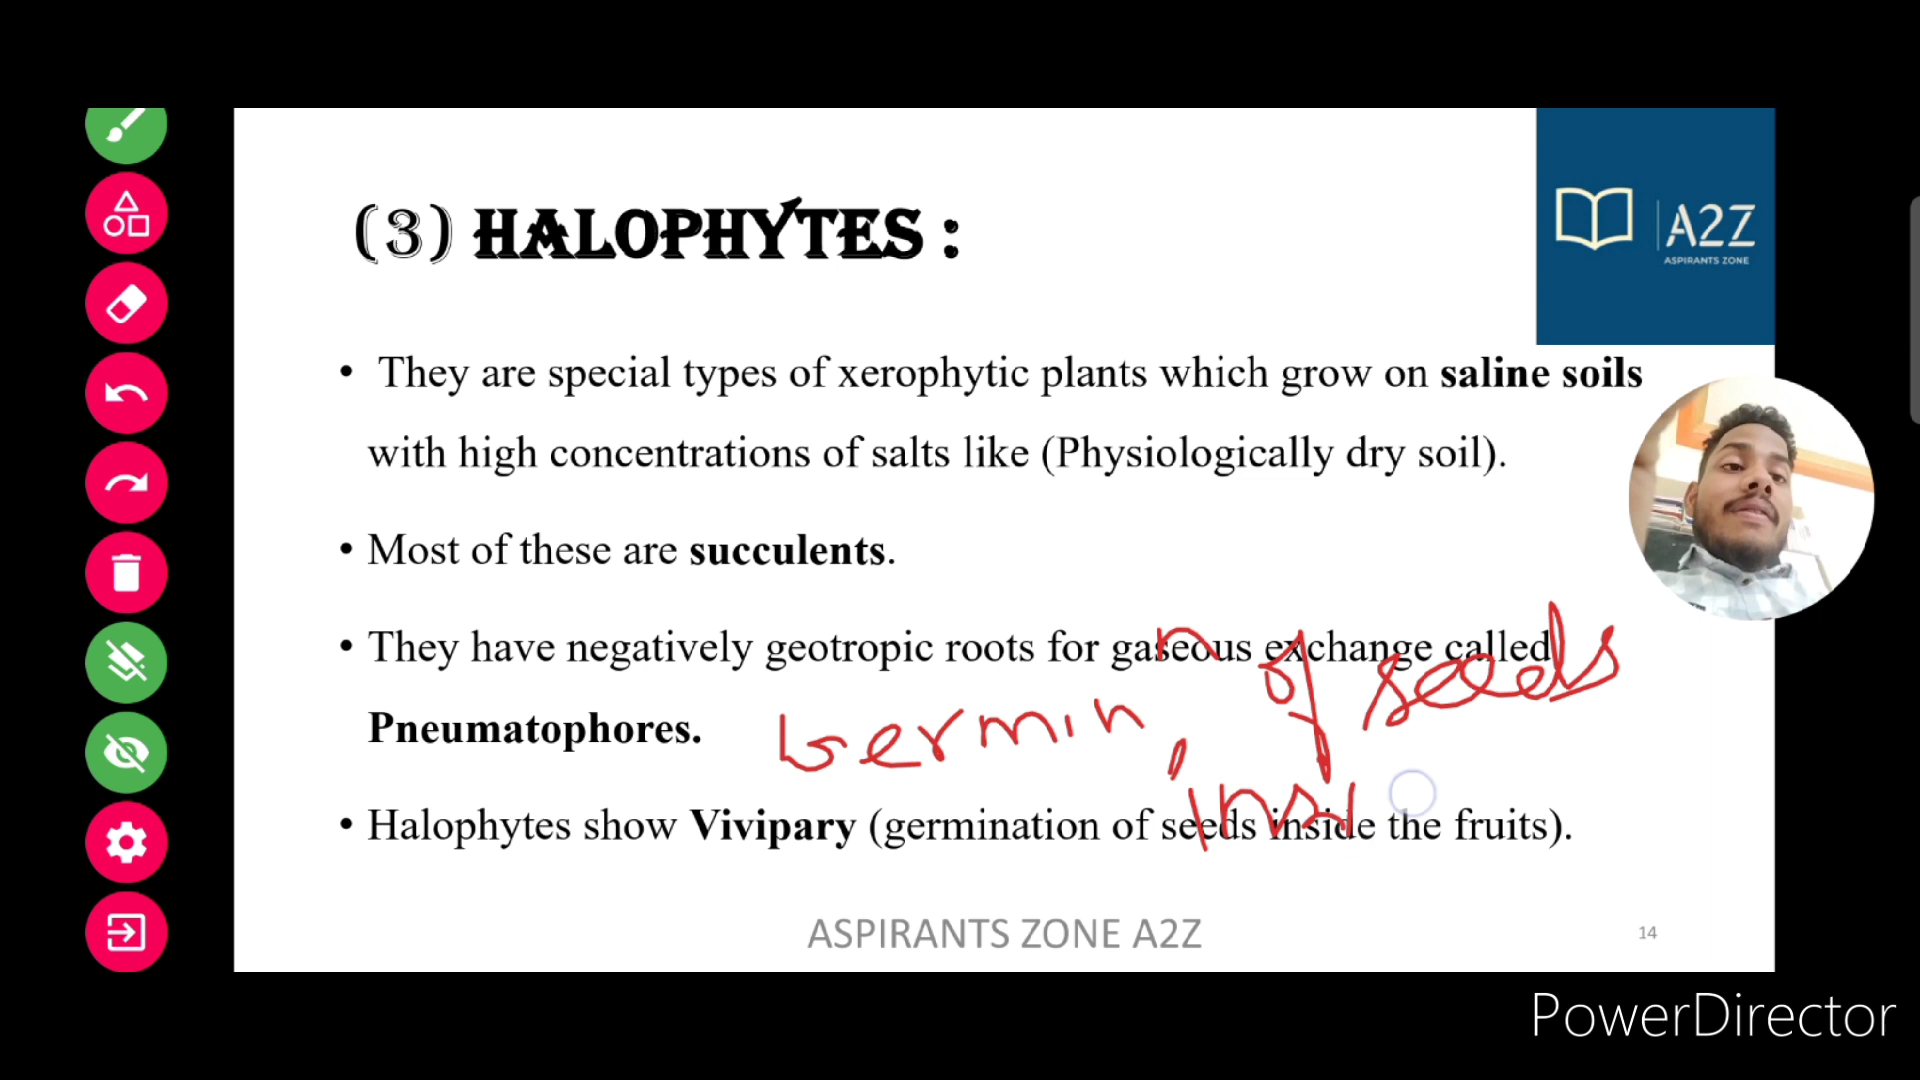 (3) HALOPHYTES :
A2Z
ASPIRANTS ZONE
• They are special types of xerophytic plants which grow on saline soils
with high concentrations of salts like (Physiologically dry soil).
• Most of these are succulents.
• They have negatively geotropic roots for gaseous exchange called
Pneumatophores.
Germin n of seeds
insi
• Halophytes show Vivipary (germination of seeds inside the fruits).
ASPIRANTS ZONE A2Z
14
PowerDirector